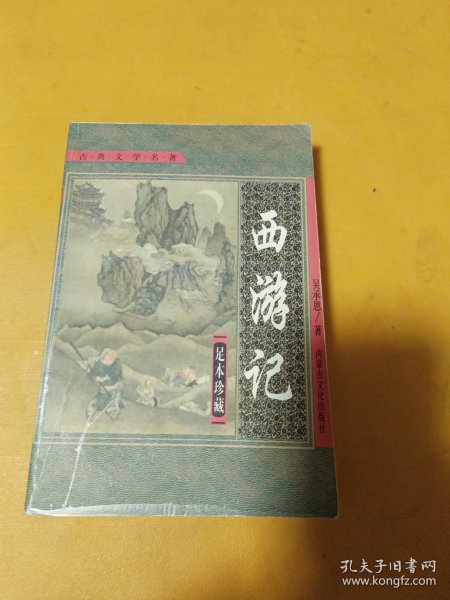 古·典·文·学·名·著
西游记
足本珍藏
吴承恩/著 内蒙古文化出版社
孔夫子旧书网
www.kongfz.com